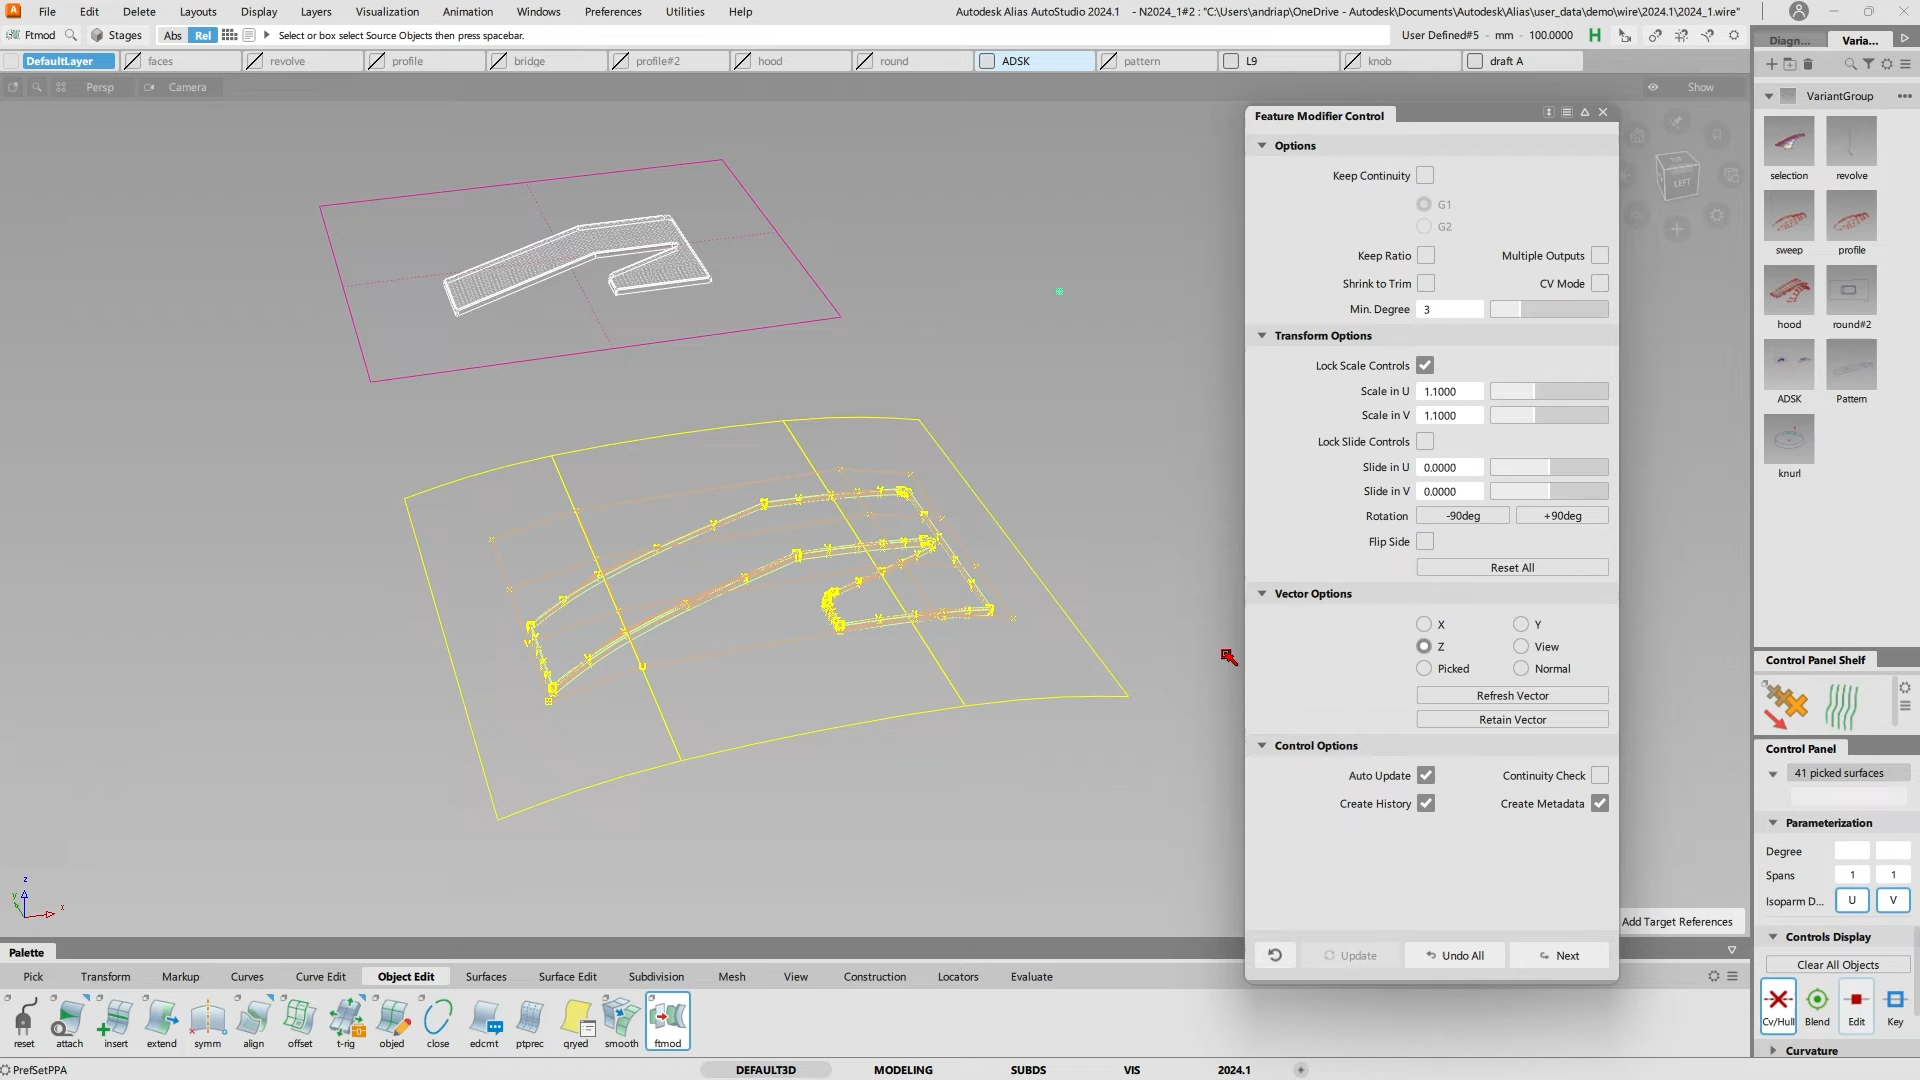 File Edit Delete Layouts Display Layers Visualization Animation Windows Preferences Utilities Help
Autodesk Alias AutoStudio 2024.1 - N2024_1#2 : "C:\Users\andriap\OneDrive - Autodesk\Documents\Autodesk\Alias\user_data\demo\wire\2024.1\2024_1.wire"
Ftmod Stages Abs Rel Select or box select Source Objects then press spacebar.
User Defined#5 - mm - 100.0000 H
Diagn... Varia...
DefaultLayer faces revolve profile bridge profile#2 hood round ADSK pattern L9 knob draft A
Persp Camera Show
VariantGroup
selection revolve
sweep profile
hood round#2
ADSK Pattern
knurl
LEFT
Feature Modifier Control
Options
Keep Continuity
G1
G2
Keep Ratio Multiple Outputs
Shrink to Trim CV Mode
Min. Degree 3
Transform Options
Lock Scale Controls
Scale in U 1.1000
Scale in V 1.1000
Lock Slide Controls
Slide in U 0.0000
Slide in V 0.0000
Rotation -90deg +90deg
Flip Side
Reset All
Vector Options
X Y
Z View
Picked Normal
Refresh Vector
Retain Vector
Control Options
Auto Update Continuity Check
Create History Create Metadata
Update Undo All Next
Add Target References
Control Panel Shelf
Control Panel
41 picked surfaces
Parameterization
Degree
Spans 1 1
Isoparm D... U V
Controls Display
Clear All Objects
Cv/Hull Blend Edit Key
Curvature
z
y
x
Palette
Pick Transform Markup Curves Curve Edit Object Edit Surfaces Surface Edit Subdivision Mesh View Construction Locators Evaluate
reset attach insert extend symm align offset t-rig objed close edcmt ptprec qryed smooth ftmod
PrefSetPPA
DEFAULT3D MODELING SUBDS VIS 2024.1